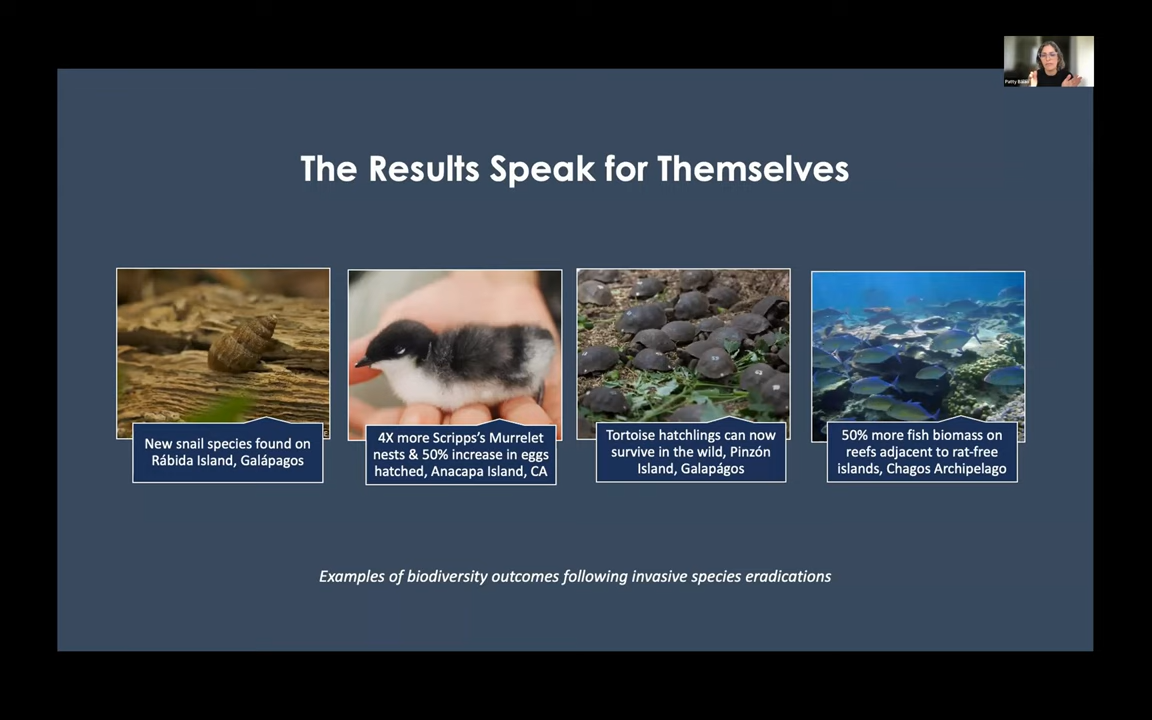 The Results Speak for Themselves
New snail species found on
Rábida Island, Galápagos
4X more Scripps's Murrelet
nests & 50% increase in eggs
hatched, Anacapa Island, CA
Tortoise hatchlings can now
survive in the wild, Pinzón
Island, Galapágos
50% more fish biomass on
reefs adjacent to rat-free
islands, Chagos Archipelago
Examples of biodiversity outcomes following invasive species eradications